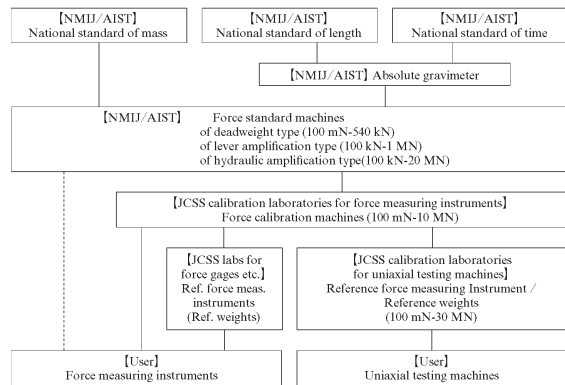 【NMIJ/AIST】
National standard of mass
【NMIJ/AIST】
National standard of length
【NMIJ/AIST】
National standard of time
【NMIJ/AIST】 Absolute gravimeter
【NMIJ/AIST】 Force standard machines
of deadweight type (100 mN-540 kN)
of lever amplification type (100 kN-1 MN)
of hydraulic amplification type(100 kN-20 MN)
【JCSS calibration laboratories for force measuring instruments】
Force calibration machines (100 mN-10 MN)
【JCSS labs for
force gages etc.】
Ref. force meas.
instruments
(Ref. weights)
【JCSS calibration laboratories
for uniaxial testing machines】
Reference force measuring Instrument /
Reference weights
(100 mN-30 MN)
【User】
Force measuring instruments
【User】
Uniaxial testing machines